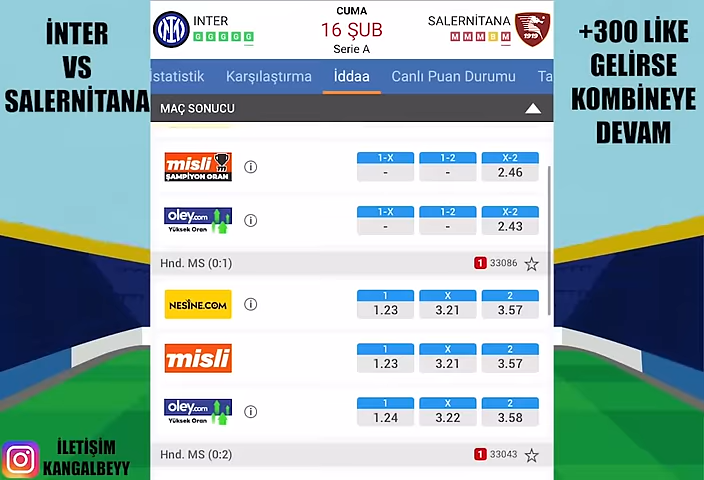 İNTER
VS
SALERNİTANA
+300 LİKE
GELİRSE
KOMBİNEYE
DEVAM
INTER
G G G G G
CUMA
16 ŞUB
Serie A
SALERNITANA
M M M B M
1919
istatistik Karşılaştırma İddaa Canlı Puan Durumu Ta
MAÇ SONUCU
misli
ŞAMPİYON ORAN
1-X 1-2 X-2
- - 2.46
oley.com
Yüksek Oran
1-X 1-2 X-2
- - 2.43
Hnd. MS (0:1) 1 33086
NESİNE.COM
1 X 2
1.23 3.21 3.57
misli
1 X 2
1.23 3.21 3.57
oley.com
Yüksek Oran
1 X 2
1.24 3.22 3.58
Hnd. MS (0:2) 1 33043
İLETİŞİM
KANGALBEYY